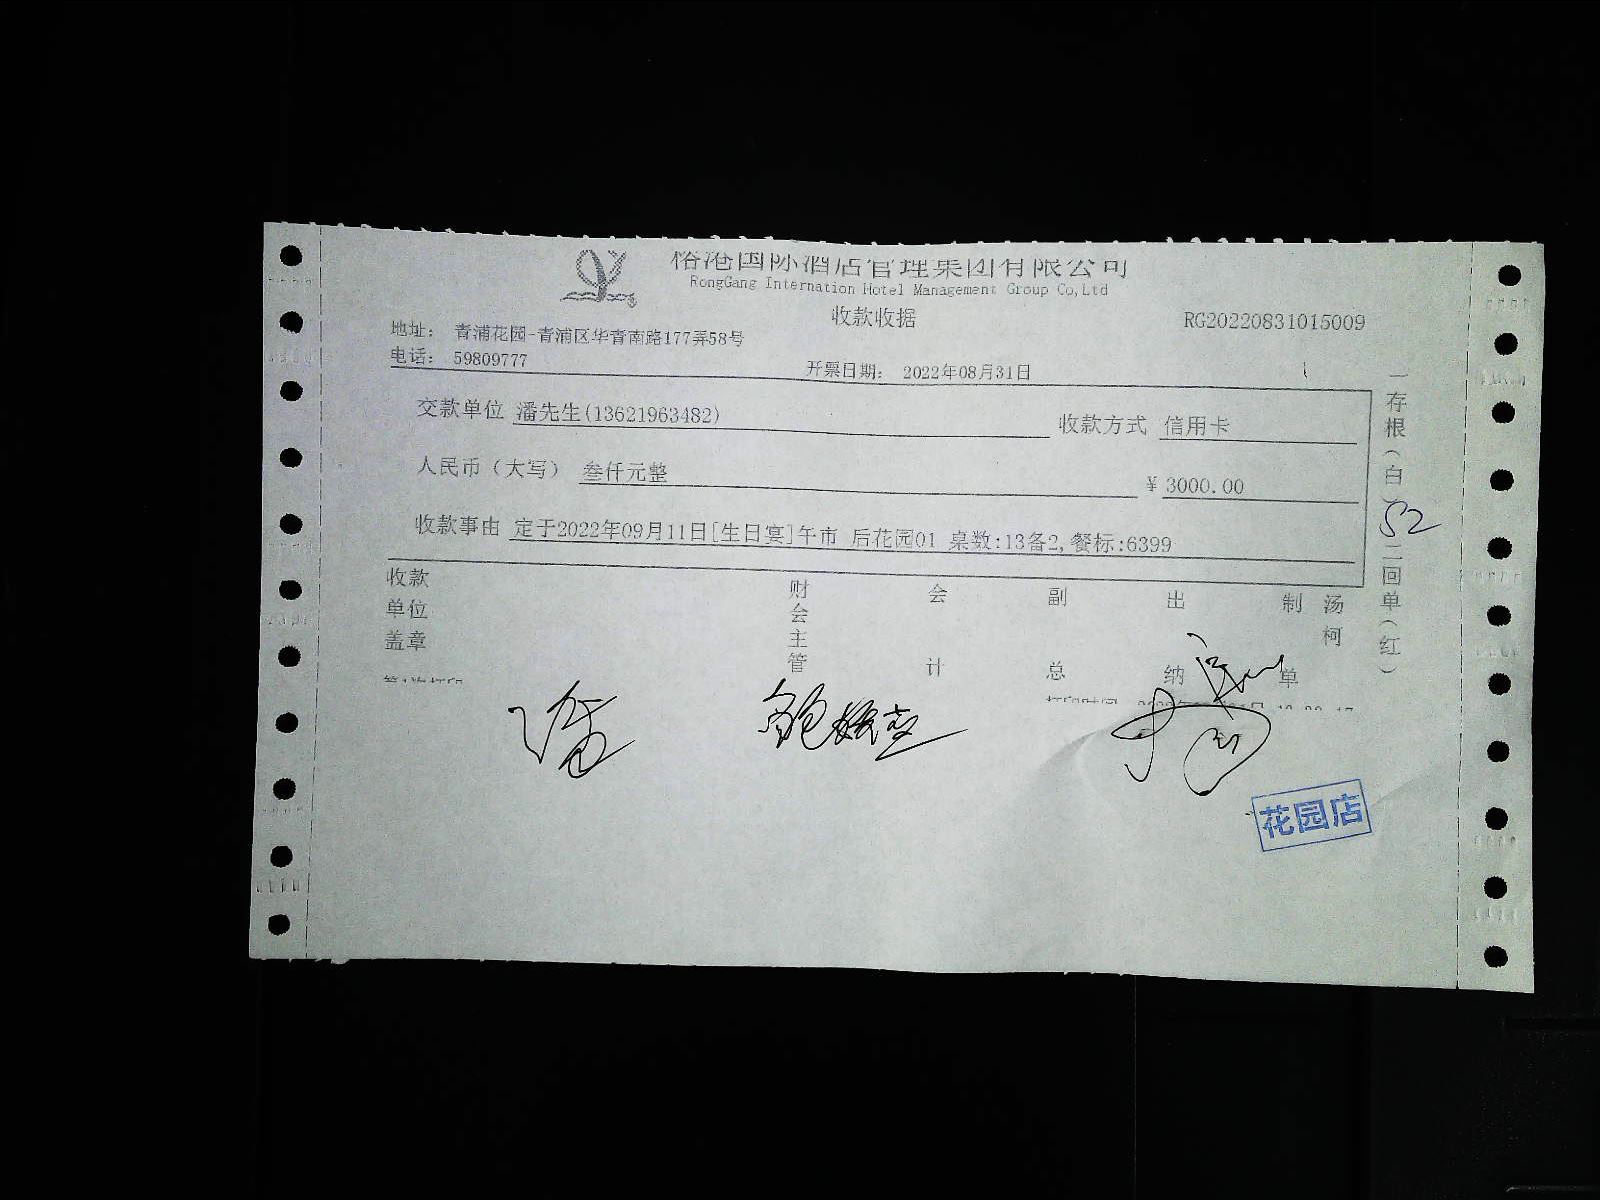 榕港国际酒店管理集团有限公司
RongGang Internation Hotel Management Group Co,Ltd
收款收据
RG20220831015009
地址： 青浦花园-青浦区华青南路177弄58号
电话： 59809777
开票日期： 2022年08月31日
交款单位 潘先生(13621963482) 收款方式 信用卡
人民币（大写） 叁仟元整 ¥ 3000.00
收款事由 定于2022年09月11日[生日宴]午市 后花园01 桌数:13备2,餐标:6399
一存根（白）
52
二回单（红）
收款单位盖章
财会主管
会计
副总
出纳
制单
汤柯
潘
花园店